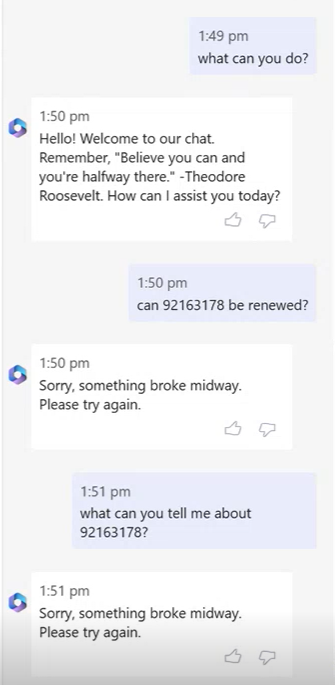 1:49 pm
what can you do?
1:50 pm
Hello! Welcome to our chat.
Remember, "Believe you can and
you're halfway there." -Theodore
Roosevelt. How can I assist you today?
1:50 pm
can 92163178 be renewed?
1:50 pm
Sorry, something broke midway.
Please try again.
1:51 pm
what can you tell me about
92163178?
1:51 pm
Sorry, something broke midway.
Please try again.